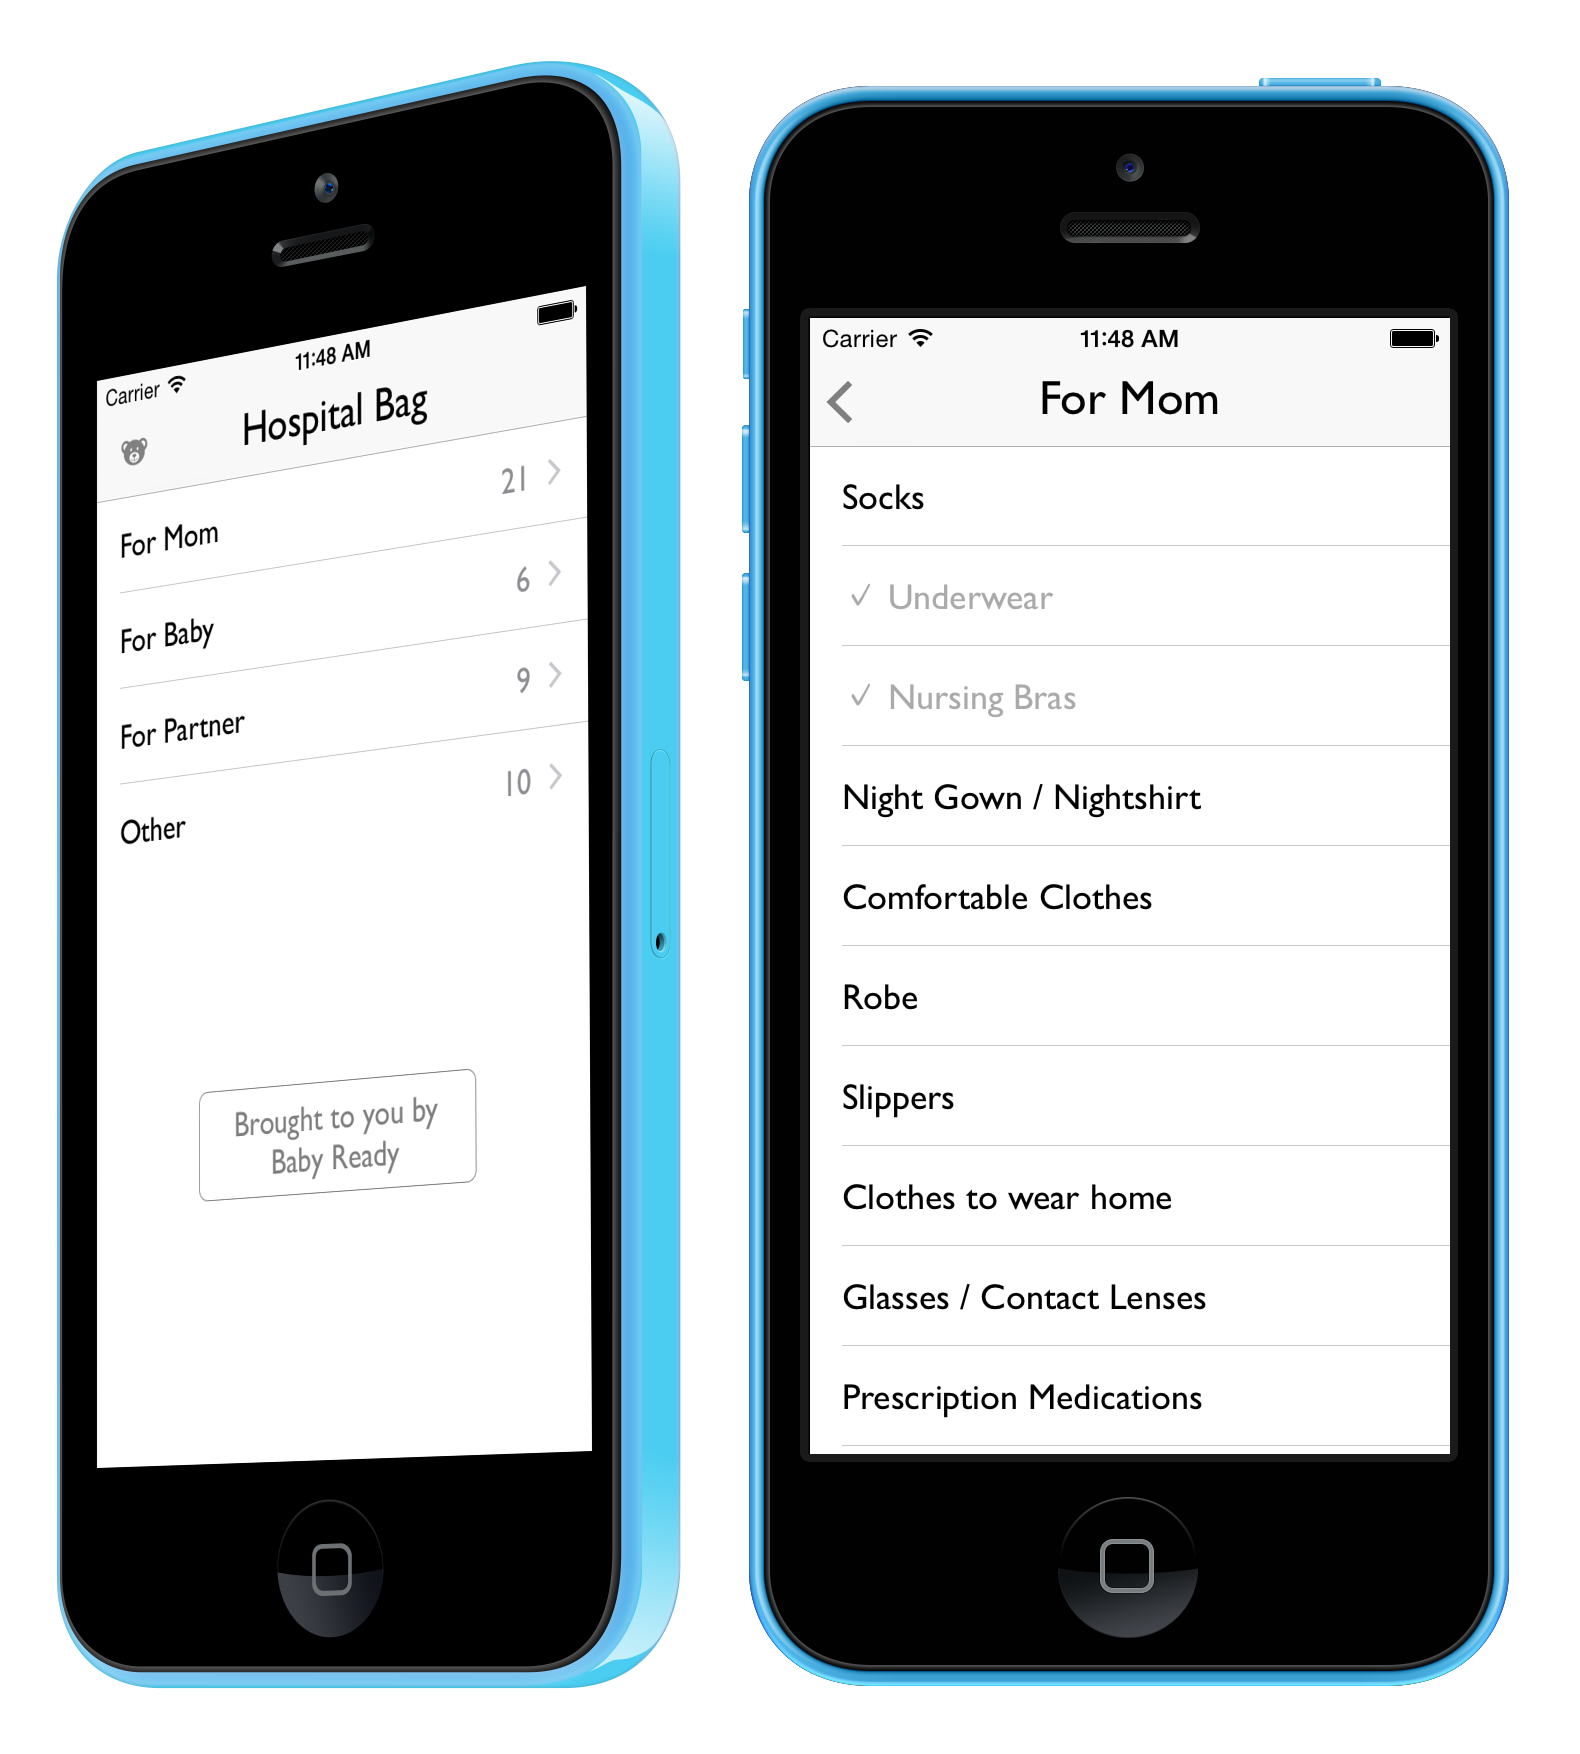 Carrier 11:48 AM
Hospital Bag
For Mom 21
For Baby 6
For Partner 9
Other 10
Brought to you by
Baby Ready
Carrier 11:48 AM
For Mom
Socks
✓ Underwear
✓ Nursing Bras
Night Gown / Nightshirt
Comfortable Clothes
Robe
Slippers
Clothes to wear home
Glasses / Contact Lenses
Prescription Medications